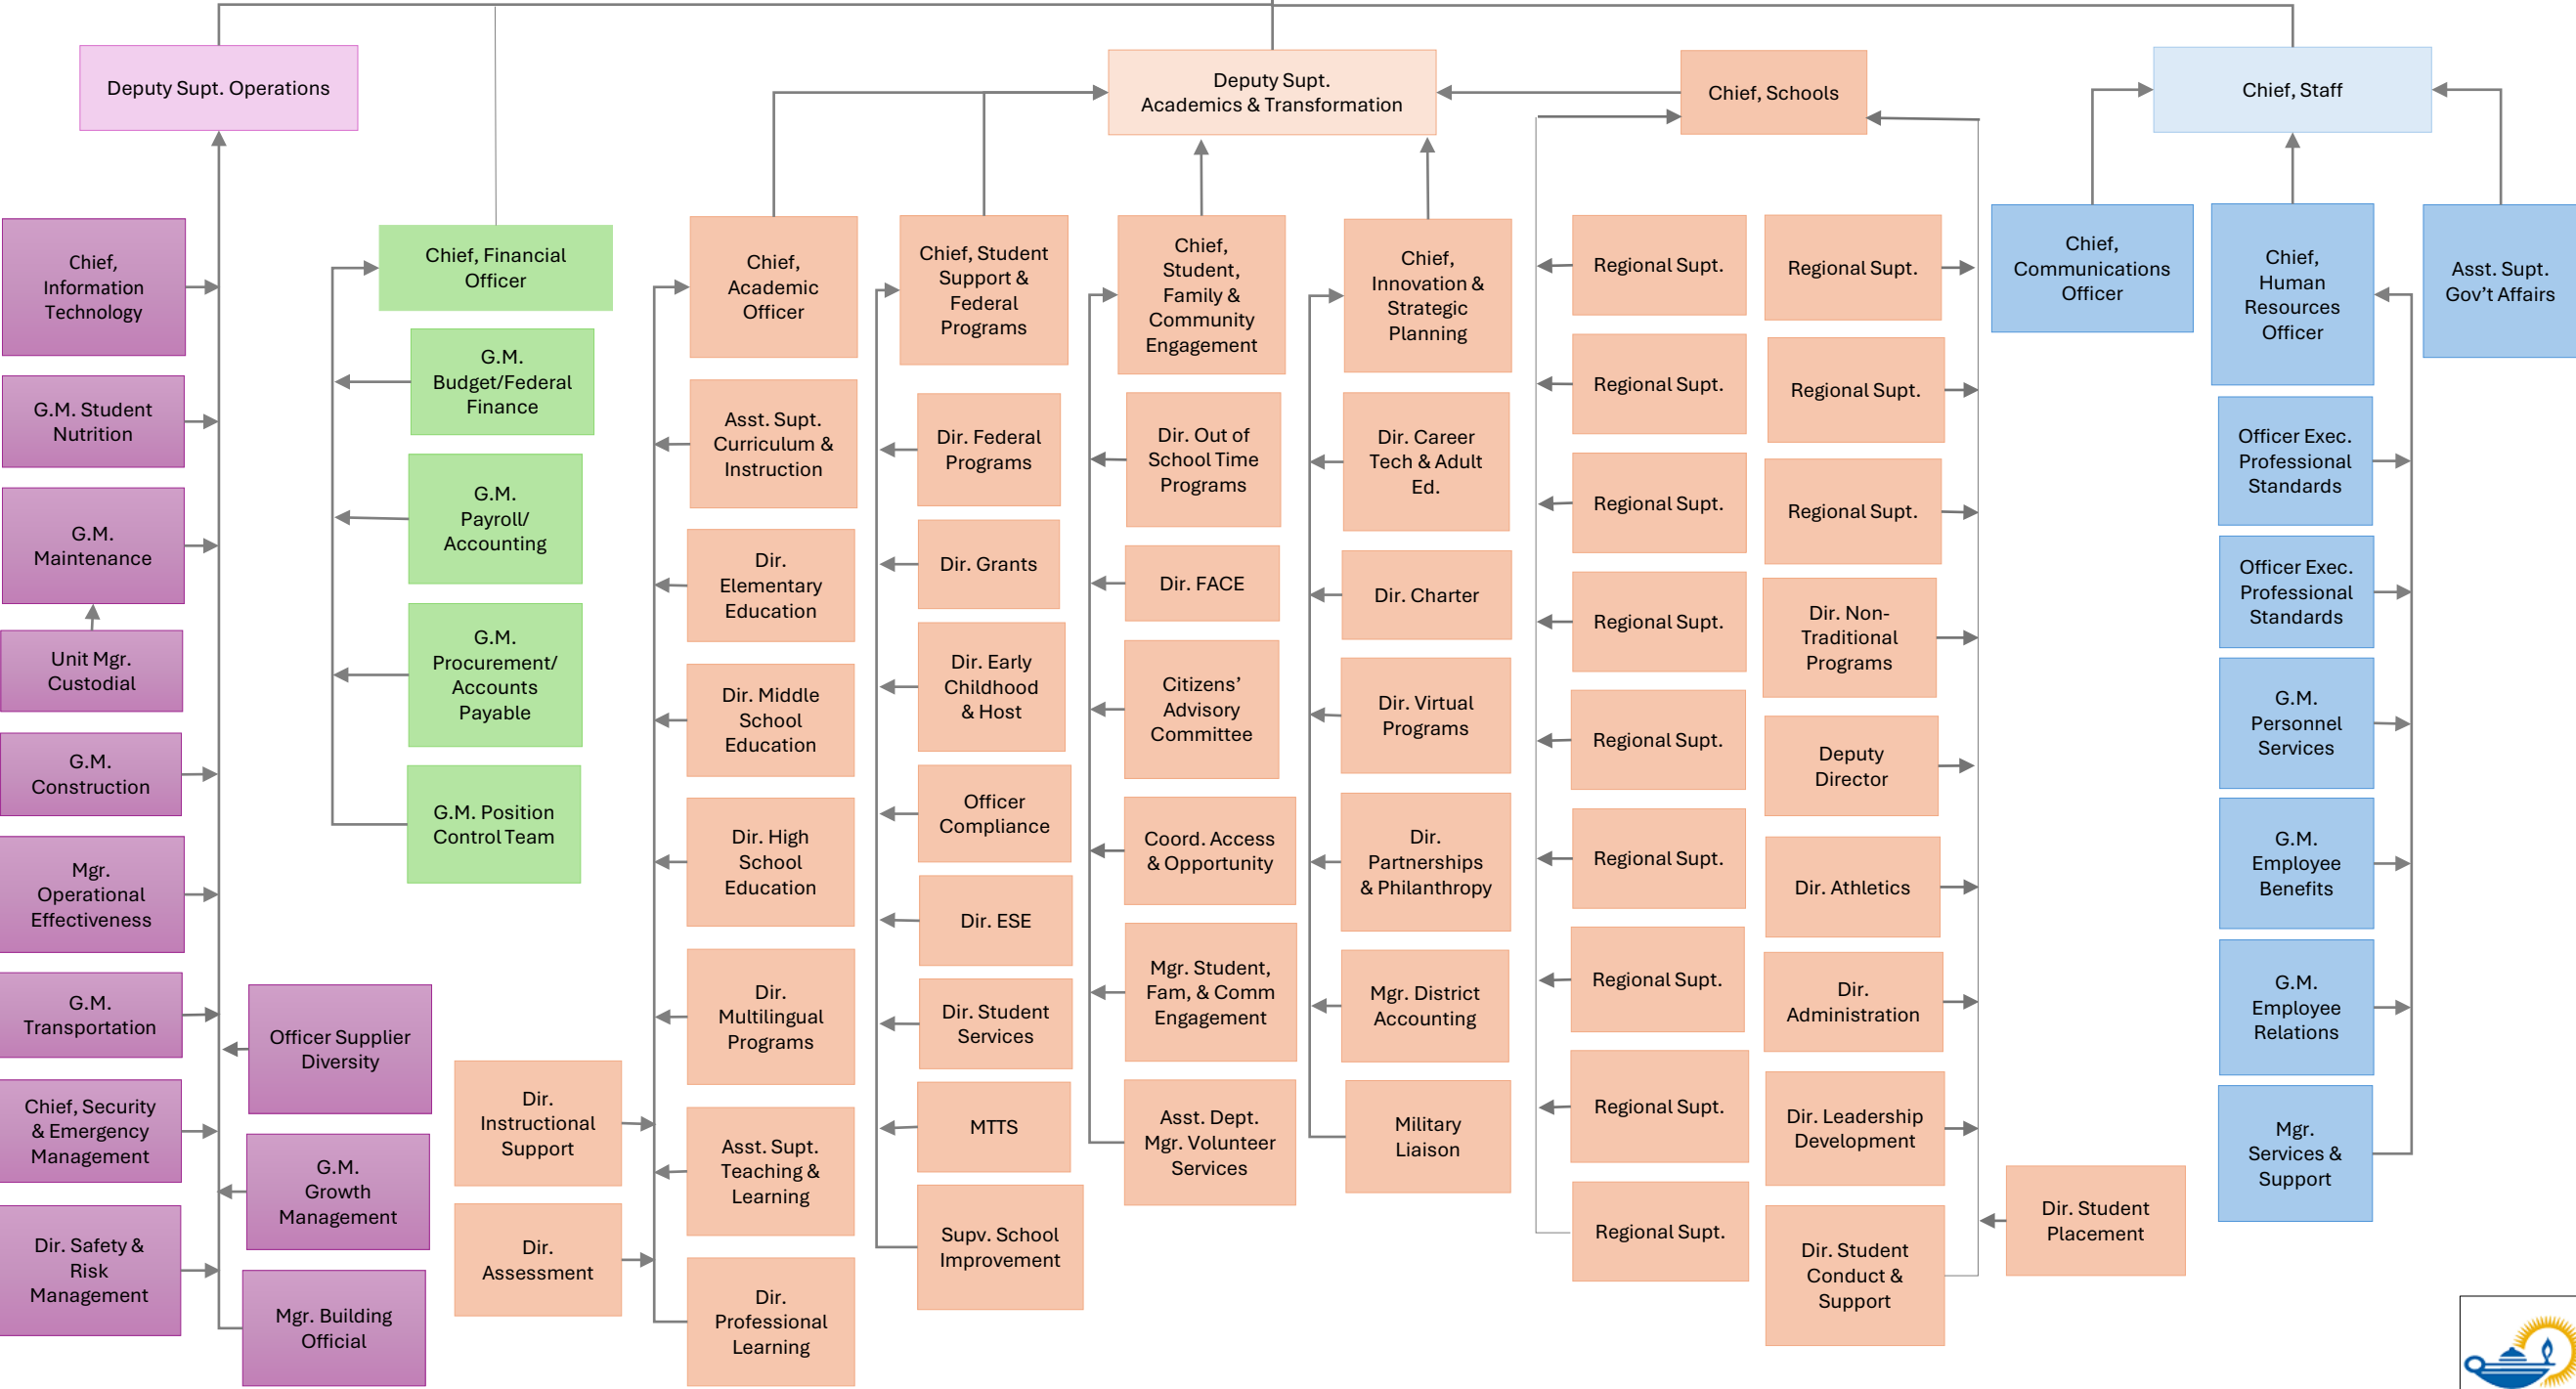 Deputy Supt. Operations
Deputy Supt.
Academics & Transformation
Chief, Schools
Chief, Staff
Chief,
Information
Technology
G.M. Student
Nutrition
G.M.
Maintenance
Unit Mgr.
Custodial
G.M.
Construction
Mgr.
Operational
Effectiveness
G.M.
Transportation
Chief, Security
& Emergency
Management
Dir. Safety &
Risk
Management
Officer Supplier
Diversity
G.M.
Growth
Management
Mgr. Building
Official
Chief, Financial
Officer
G.M.
Budget/Federal
Finance
G.M.
Payroll/
Accounting
G.M.
Procurement/
Accounts
Payable
G.M. Position
Control Team
Dir.
Instructional
Support
Dir.
Assessment
Chief,
Academic
Officer
Asst. Supt.
Curriculum &
Instruction
Dir.
Elementary
Education
Dir. Middle
School
Education
Dir. High
School
Education
Dir.
Multilingual
Programs
Asst. Supt.
Teaching &
Learning
Dir.
Professional
Learning
Chief, Student
Support &
Federal
Programs
Dir. Federal
Programs
Dir. Grants
Dir. Early
Childhood
& Host
Officer
Compliance
Dir. ESE
Dir. Student
Services
MTTS
Supv. School
Improvement
Chief,
Student,
Family &
Community
Engagement
Dir. Out of
School Time
Programs
Dir. FACE
Citizens’
Advisory
Committee
Coord. Access
& Opportunity
Mgr. Student,
Fam, & Comm
Engagement
Asst. Dept.
Mgr. Volunteer
Services
Chief,
Innovation &
Strategic
Planning
Dir. Career
Tech & Adult
Ed.
Dir. Charter
Dir. Virtual
Programs
Dir.
Partnerships
& Philanthropy
Mgr. District
Accounting
Military
Liaison
Regional Supt.
Regional Supt.
Regional Supt.
Regional Supt.
Regional Supt.
Regional Supt.
Regional Supt.
Regional Supt.
Regional Supt.
Regional Supt.
Regional Supt.
Regional Supt.
Dir. Non-
Traditional
Programs
Deputy
Director
Dir. Athletics
Dir.
Administration
Dir. Leadership
Development
Dir. Student
Conduct &
Support
Dir. Student
Placement
Chief,
Communications
Officer
Chief,
Human
Resources
Officer
Officer Exec.
Professional
Standards
Officer Exec.
Professional
Standards
G.M.
Personnel
Services
G.M.
Employee
Benefits
G.M.
Employee
Relations
Mgr.
Services &
Support
Asst. Supt.
Gov’t Affairs